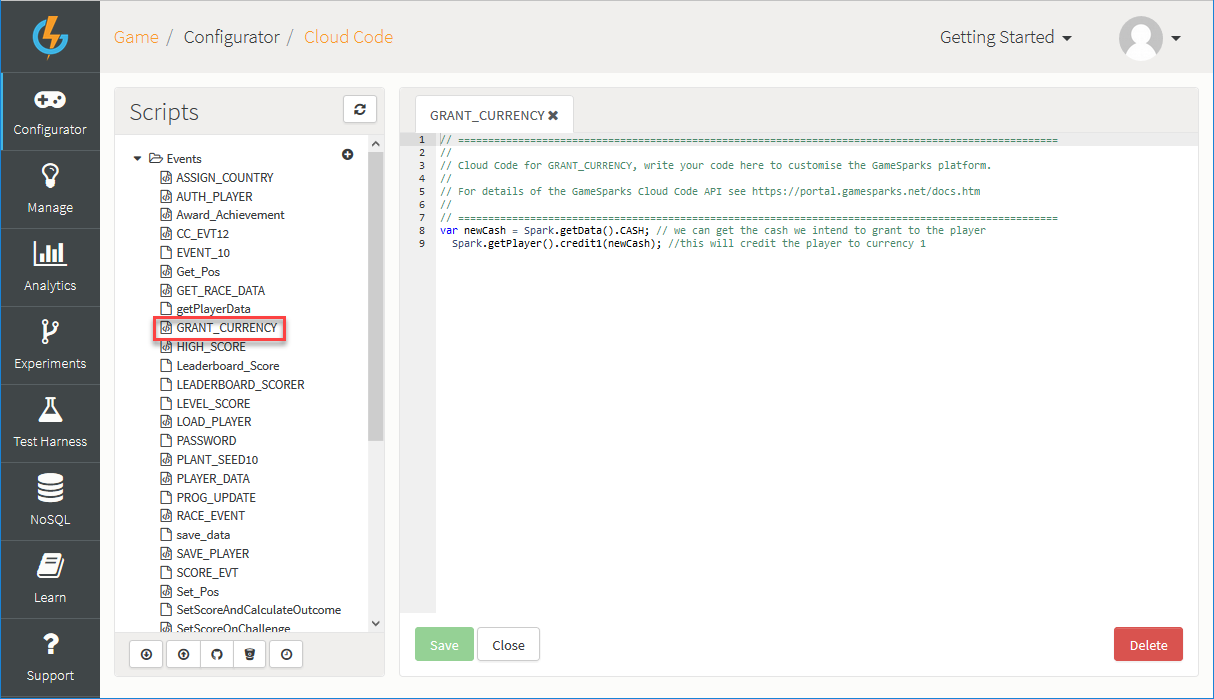 Game / Configurator / Cloud Code
Getting Started
Configurator
Manage
Analytics
Experiments
Test Harness
NoSQL
Learn
Support
Scripts
Events
ASSIGN_COUNTRY
AUTH_PLAYER
Award_Achievement
CC_EVT12
EVENT_10
Get_Pos
GET_RACE_DATA
getPlayerData
GRANT_CURRENCY
HIGH_SCORE
Leaderboard_Score
LEADERBOARD_SCORER
LEVEL_SCORE
LOAD_PLAYER
PASSWORD
PLANT_SEED10
PLAYER_DATA
PROG_UPDATE
RACE_EVENT
save_data
SAVE_PLAYER
SCORE_EVT
Set_Pos
SetScoreAndCalculateOutcome
SetScoreOnChallenge
GRANT_CURRENCY
1 // ====================================================================================================
2 //
3 // Cloud Code for GRANT_CURRENCY, write your code here to customise the GameSparks platform.
4 //
5 // For details of the GameSparks Cloud Code API see https://portal.gamesparks.net/docs.htm
6 //
7 // ====================================================================================================
8 var newCash = Spark.getData().CASH; // we can get the cash we intend to grant to the player
9 Spark.getPlayer().credit1(newCash); //this will credit the player to currency 1
Save
Close
Delete